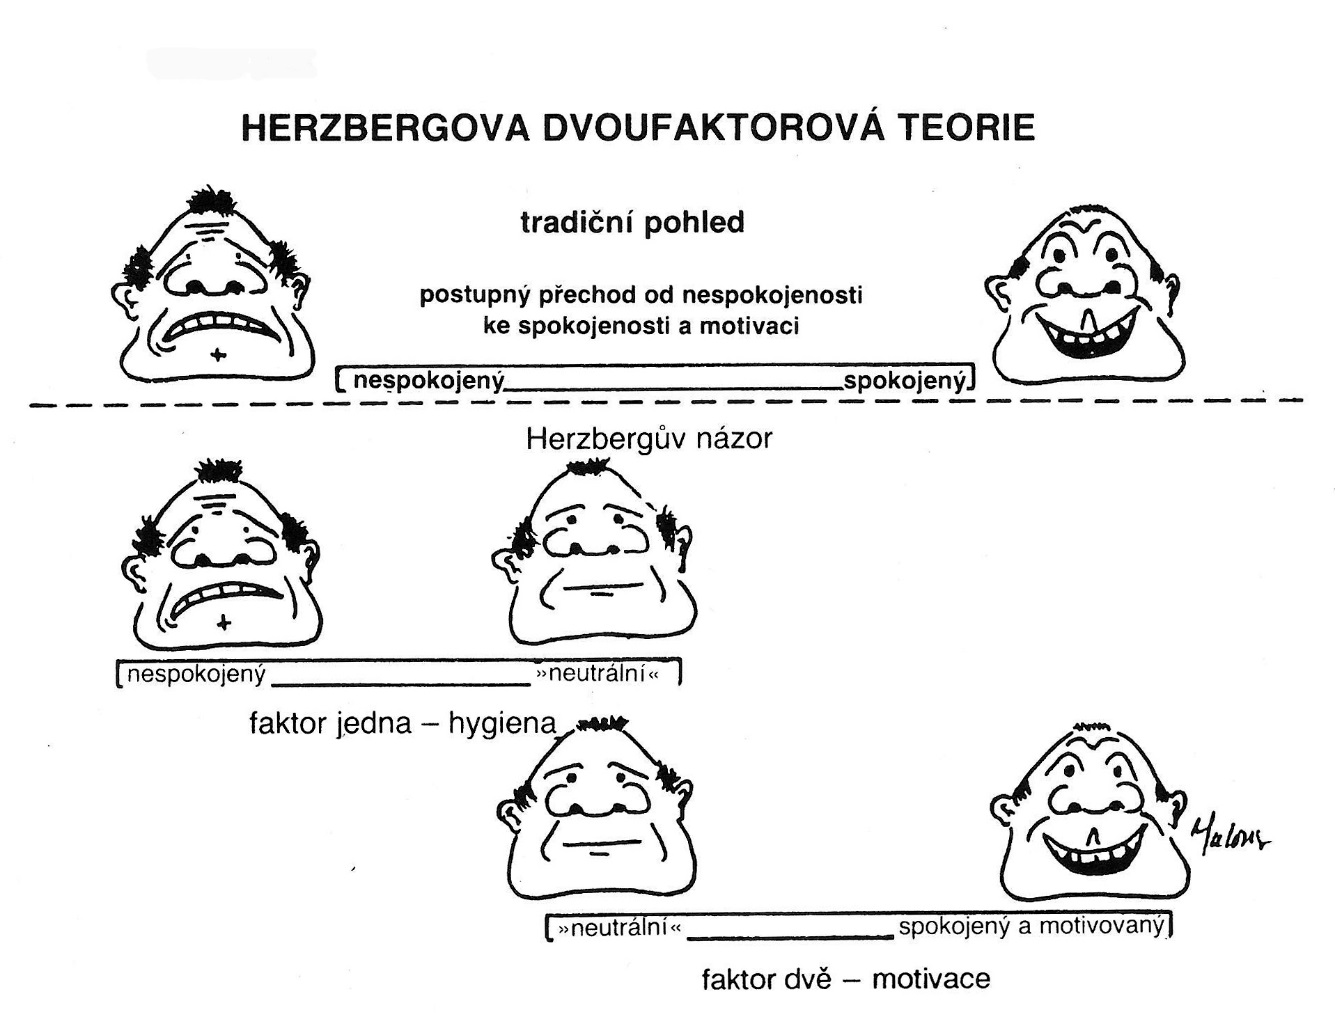 HERZBERGOVA DVOUFAKTOROVÁ TEORIE
tradiční pohled
postupný přechod od nespokojenosti
ke spokojenosti a motivaci
nespokojený spokojený
Herzbergův názor
nespokojený »neutrální«
faktor jedna – hygiena
»neutrální« spokojený a motivovaný
faktor dvě – motivace